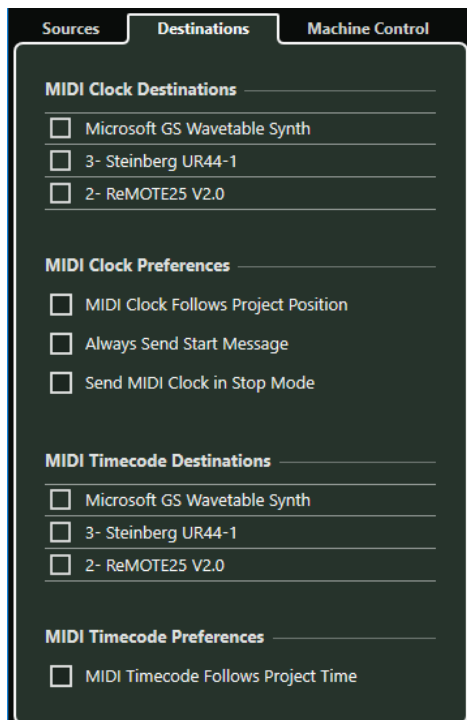 Sources Destinations Machine Control
MIDI Clock Destinations
Microsoft GS Wavetable Synth
3- Steinberg UR44-1
2- ReMOTE25 V2.0
MIDI Clock Preferences
MIDI Clock Follows Project Position
Always Send Start Message
Send MIDI Clock in Stop Mode
MIDI Timecode Destinations
Microsoft GS Wavetable Synth
3- Steinberg UR44-1
2- ReMOTE25 V2.0
MIDI Timecode Preferences
MIDI Timecode Follows Project Time